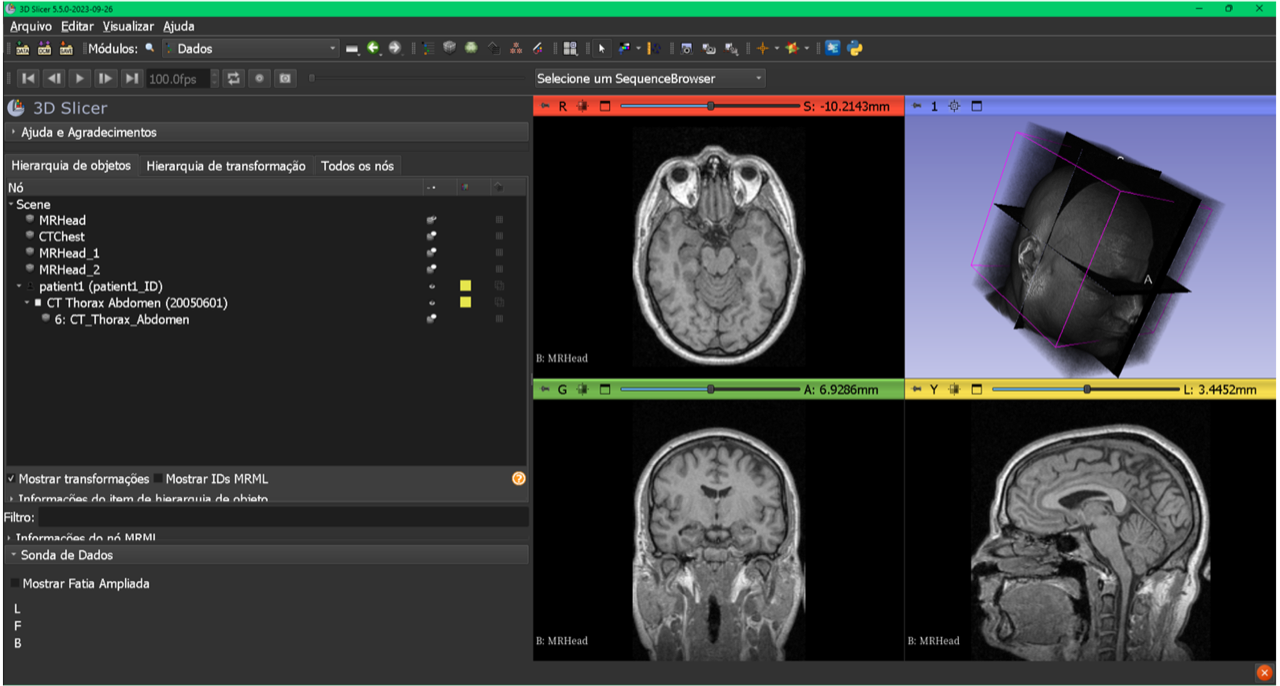 3D Slicer 5.5.0-2023-09-26
Arquivo Editar Visualizar Ajuda
DATA DCM SAVE Módulos: Dados
100.0fps Selecione um SequenceBrowser
3D Slicer
R S: -10.2143mm
1
Ajuda e Agradecimentos
Hierarquia de objetos Hierarquia de transformação Todos os nós
Nó
Scene
MRHead
CTChest
MRHead_1
MRHead_2
patient1 (patient1_ID)
CT Thorax Abdomen (20050601)
6: CT_Thorax_Abdomen
A
B: MRHead
G A: 6.9286mm
Y L: 3.4452mm
Mostrar transformações Mostrar IDs MRML
Informações do item de hierarquia de objeto
Filtro:
Informações do nó MRML
Sonda de Dados
Mostrar Fatia Ampliada
L
F
B
B: MRHead
B: MRHead